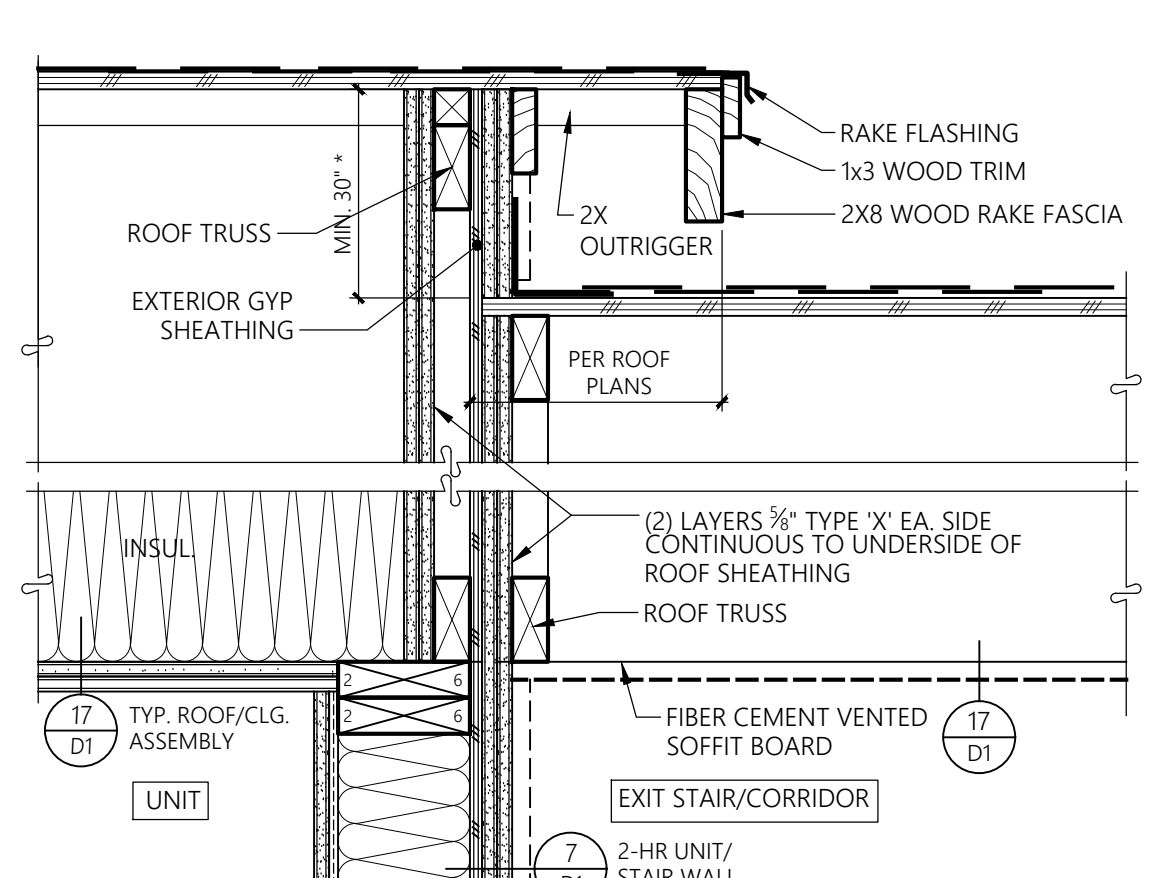 RAKE FLASHING
1x3 WOOD TRIM
2X8 WOOD RAKE FASCIA
2X
OUTRIGGER
MIN. 30" *
ROOF TRUSS
EXTERIOR GYP
SHEATHING
PER ROOF
PLANS
(2) LAYERS ⅝" TYPE 'X' EA. SIDE
CONTINUOUS TO UNDERSIDE OF
ROOF SHEATHING
INSUL.
ROOF TRUSS
2 6
2 6
17
D1
TYP. ROOF/CLG.
ASSEMBLY
FIBER CEMENT VENTED
SOFFIT BOARD
17
D1
UNIT
EXIT STAIR/CORRIDOR
7
D1
2-HR UNIT/
STAIR WALL